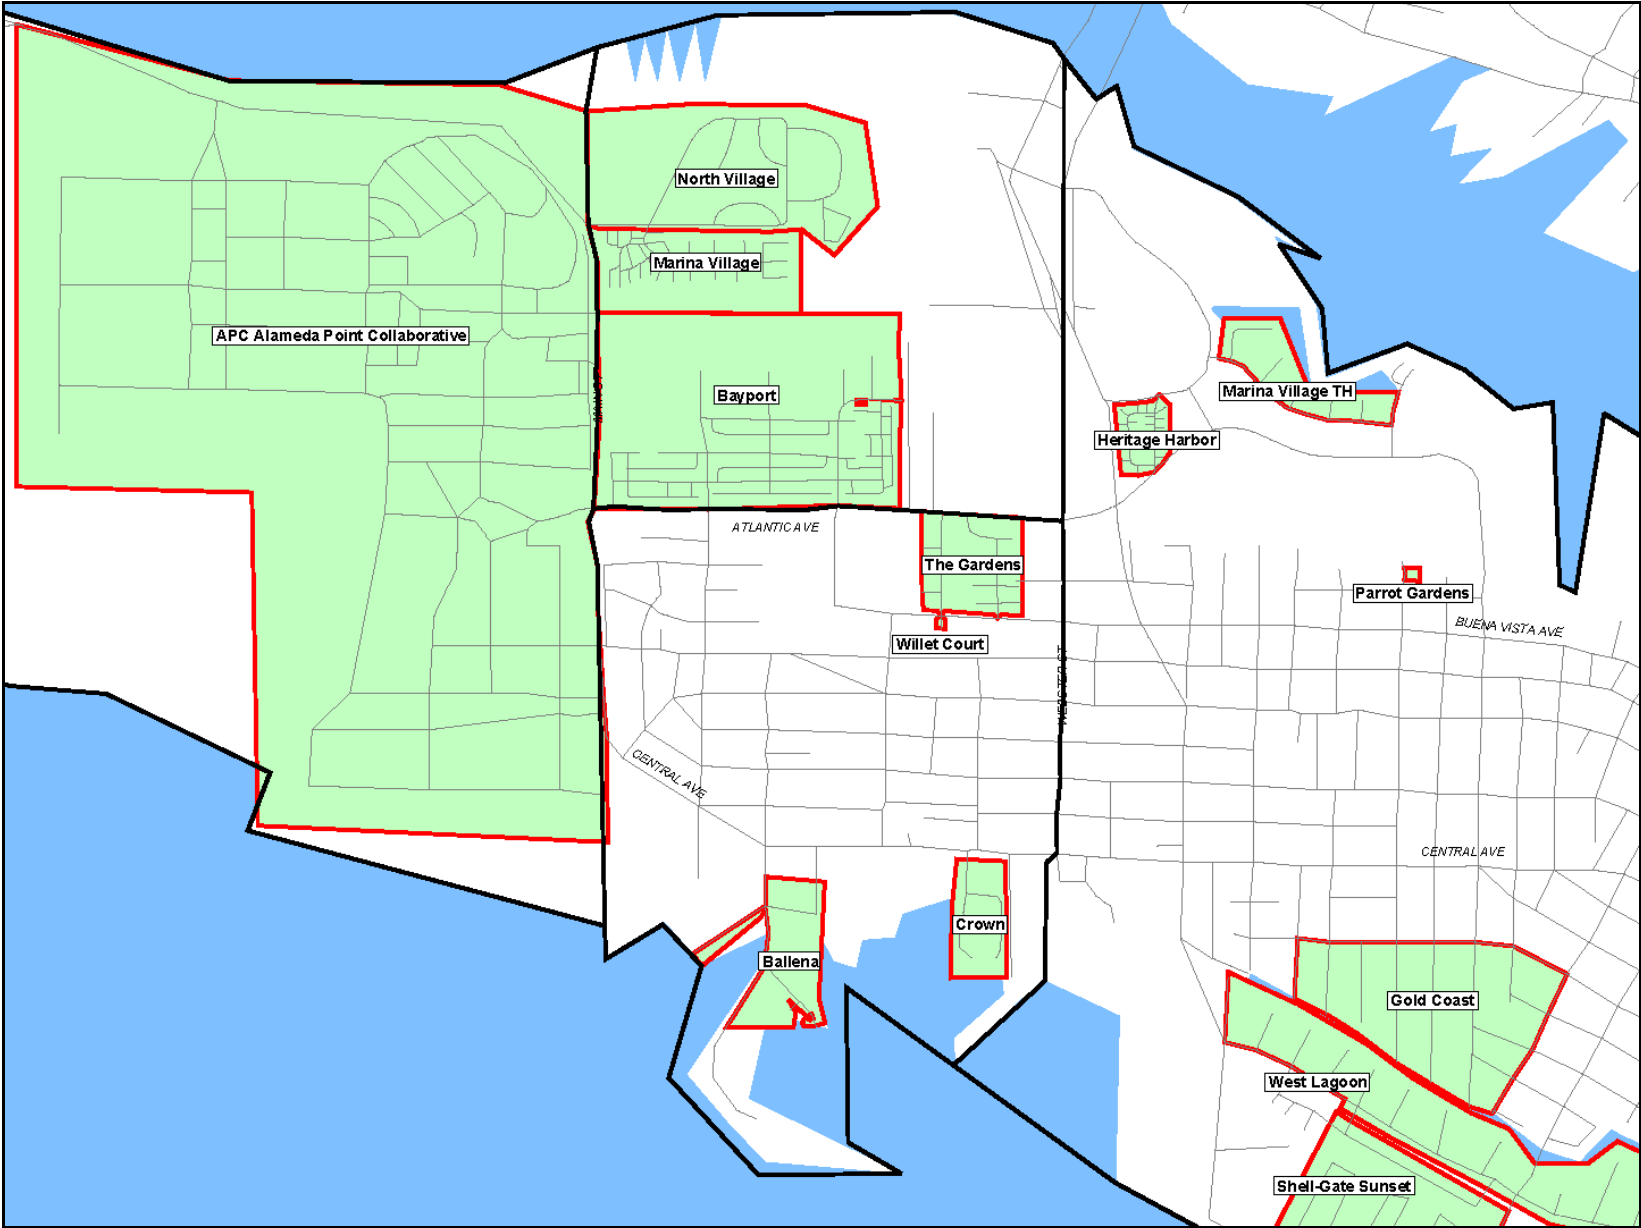 North Village
Marina Village
APC Alameda Point Collaborative
Bayport
Marina Village TH
Heritage Harbor
ATLANTIC AVE
The Gardens
Parrot Gardens
BUENA VISTA AVE
Willet Court
WEBSTER ST
CENTRAL AVE
CENTRAL AVE
Crown
Ballena
Gold Coast
West Lagoon
Shell-Gate Sunset